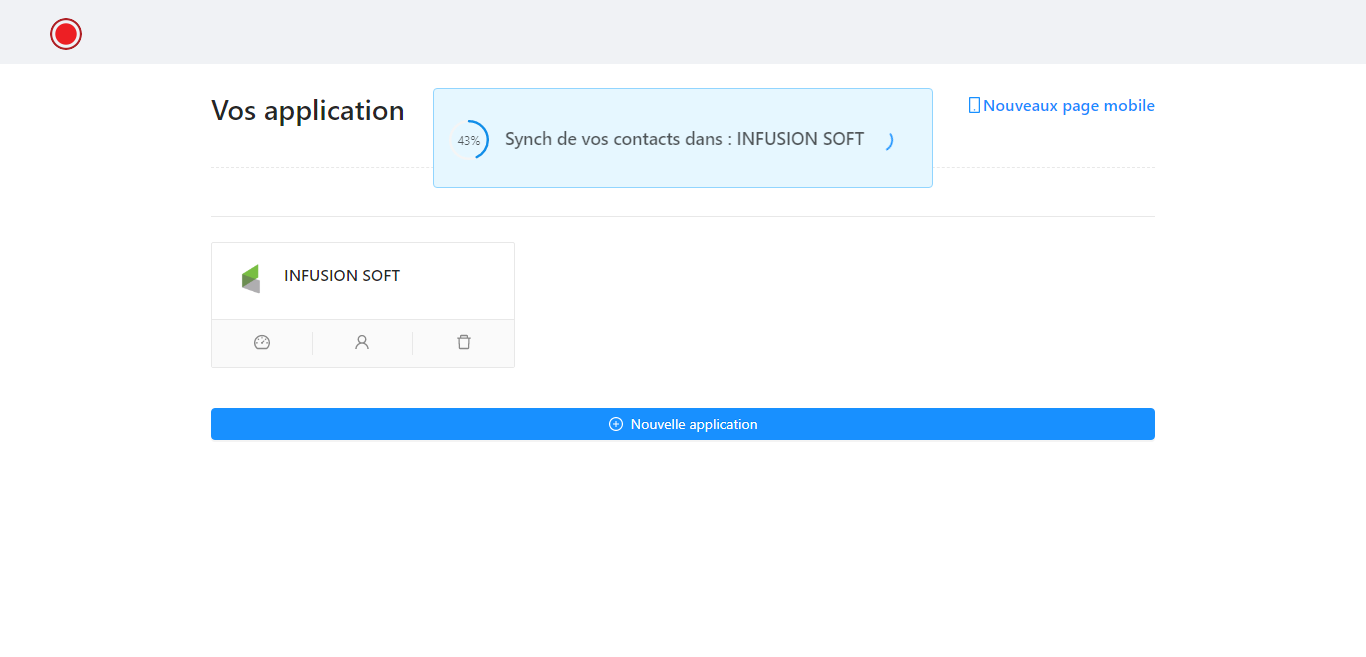 Vos application
43%
Synch de vos contacts dans : INFUSION SOFT
Nouveaux page mobile
INFUSION SOFT
Nouvelle application